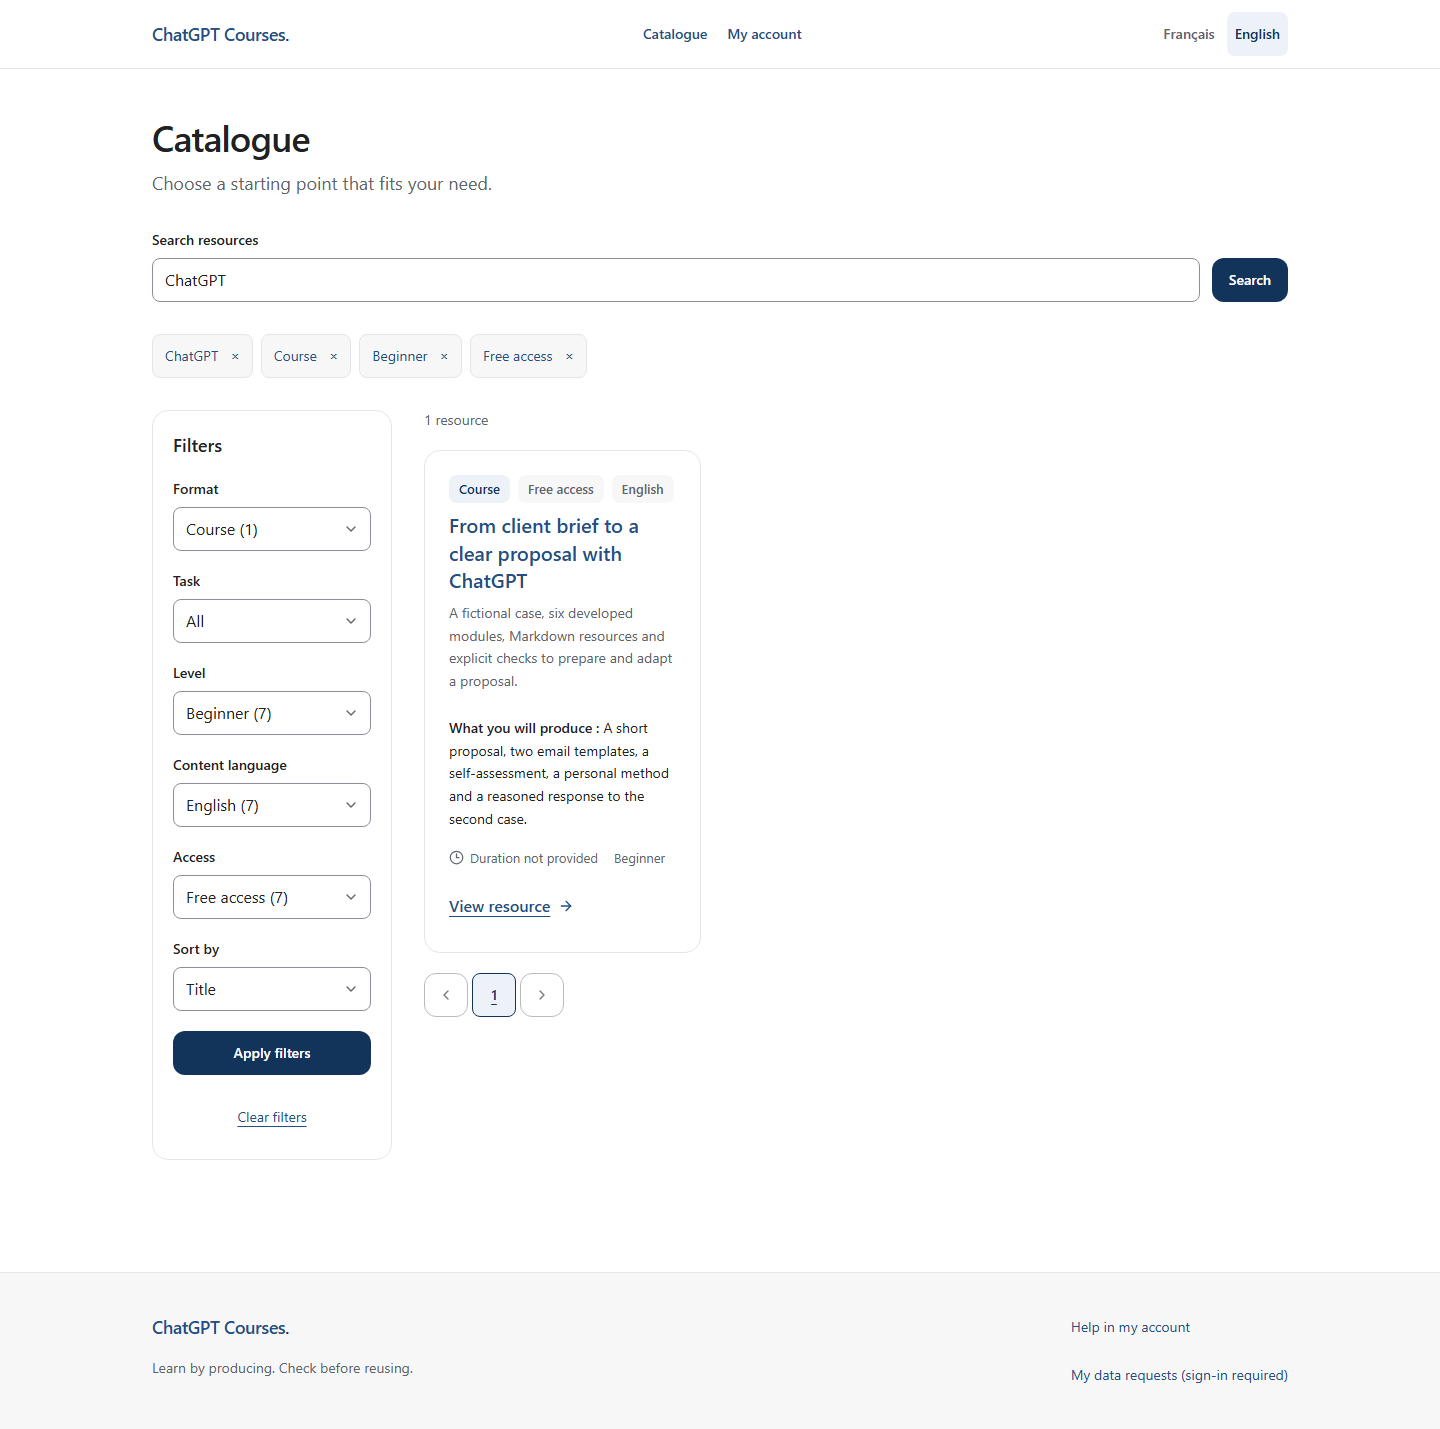 ChatGPT Courses.
Catalogue
My account
Français
English
Catalogue
Choose a starting point that fits your need.
Search resources
ChatGPT
Search
ChatGPT ×
Course ×
Beginner ×
Free access ×
Filters
Format
Course (1)
Task
All
Level
Beginner (7)
Content language
English (7)
Access
Free access (7)
Sort by
Title
Apply filters
Clear filters
1 resource
Course
Free access
English
From client brief to a
clear proposal with
ChatGPT
A fictional case, six developed
modules, Markdown resources and
explicit checks to prepare and adapt
a proposal.
What you will produce : A short
proposal, two email templates, a
self-assessment, a personal method
and a reasoned response to the
second case.
Duration not provided
Beginner
View resource →
1
ChatGPT Courses.
Learn by producing. Check before reusing.
Help in my account
My data requests (sign-in required)